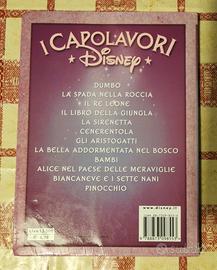 I CAPOLAVORI
Disney
DUMBO
LA SPADA NELLA ROCCIA
IL RE LEONE
IL LIBRO DELLA GIUNGLA
LA SIRENETTA
CENERENTOLA
GLI ARISTOGATTI
LA BELLA ADDORMENTATA NEL BOSCO
BAMBI
ALICE NEL PAESE DELLE MERAVIGLIE
BIANCANEVE E I SETTE NANI
PINOCCHIO
www.disney.it